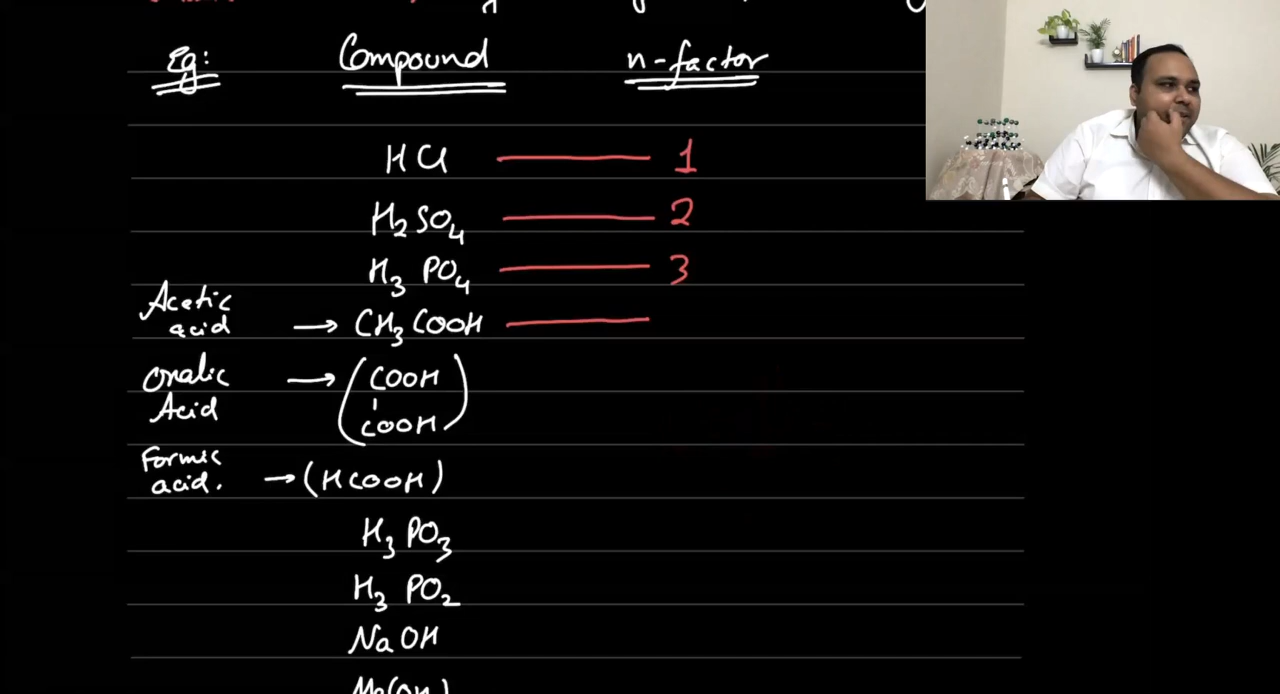 Eg: Compound n-factor
HCl 1
H2SO4 2
H3PO4 3
Acetic acid → CH3COOH
Oxalic Acid → (COOH
COOH)
Formic acid. → (HCOOH)
H3PO3
H3PO2
NaOH